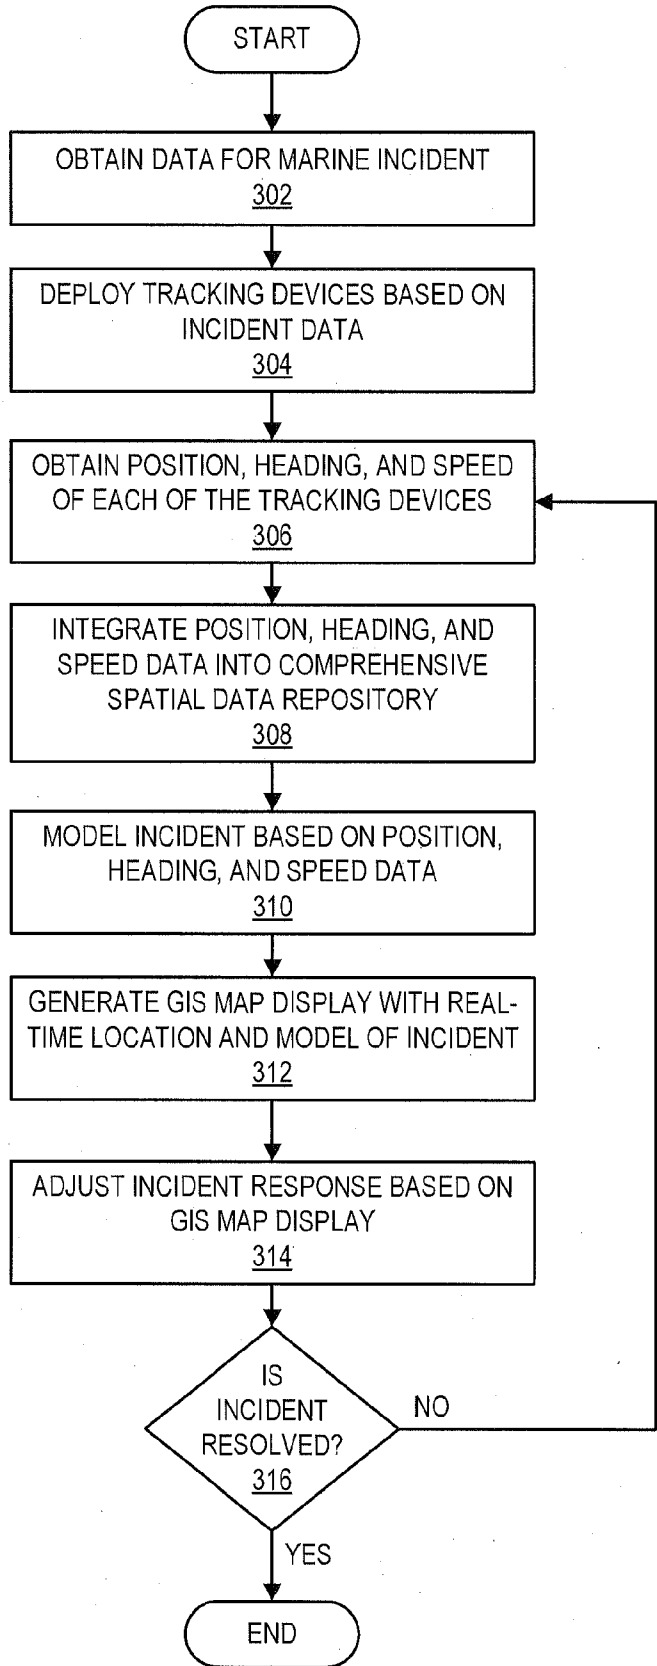 START
OBTAIN DATA FOR MARINE INCIDENT
302
DEPLOY TRACKING DEVICES BASED ON
INCIDENT DATA
304
OBTAIN POSITION, HEADING, AND SPEED
OF EACH OF THE TRACKING DEVICES
306
INTEGRATE POSITION, HEADING, AND
SPEED DATA INTO COMPREHENSIVE
SPATIAL DATA REPOSITORY
308
MODEL INCIDENT BASED ON POSITION,
HEADING, AND SPEED DATA
310
GENERATE GIS MAP DISPLAY WITH REAL-
TIME LOCATION AND MODEL OF INCIDENT
312
ADJUST INCIDENT RESPONSE BASED ON
GIS MAP DISPLAY
314
IS
INCIDENT
RESOLVED?
316
NO
YES
END